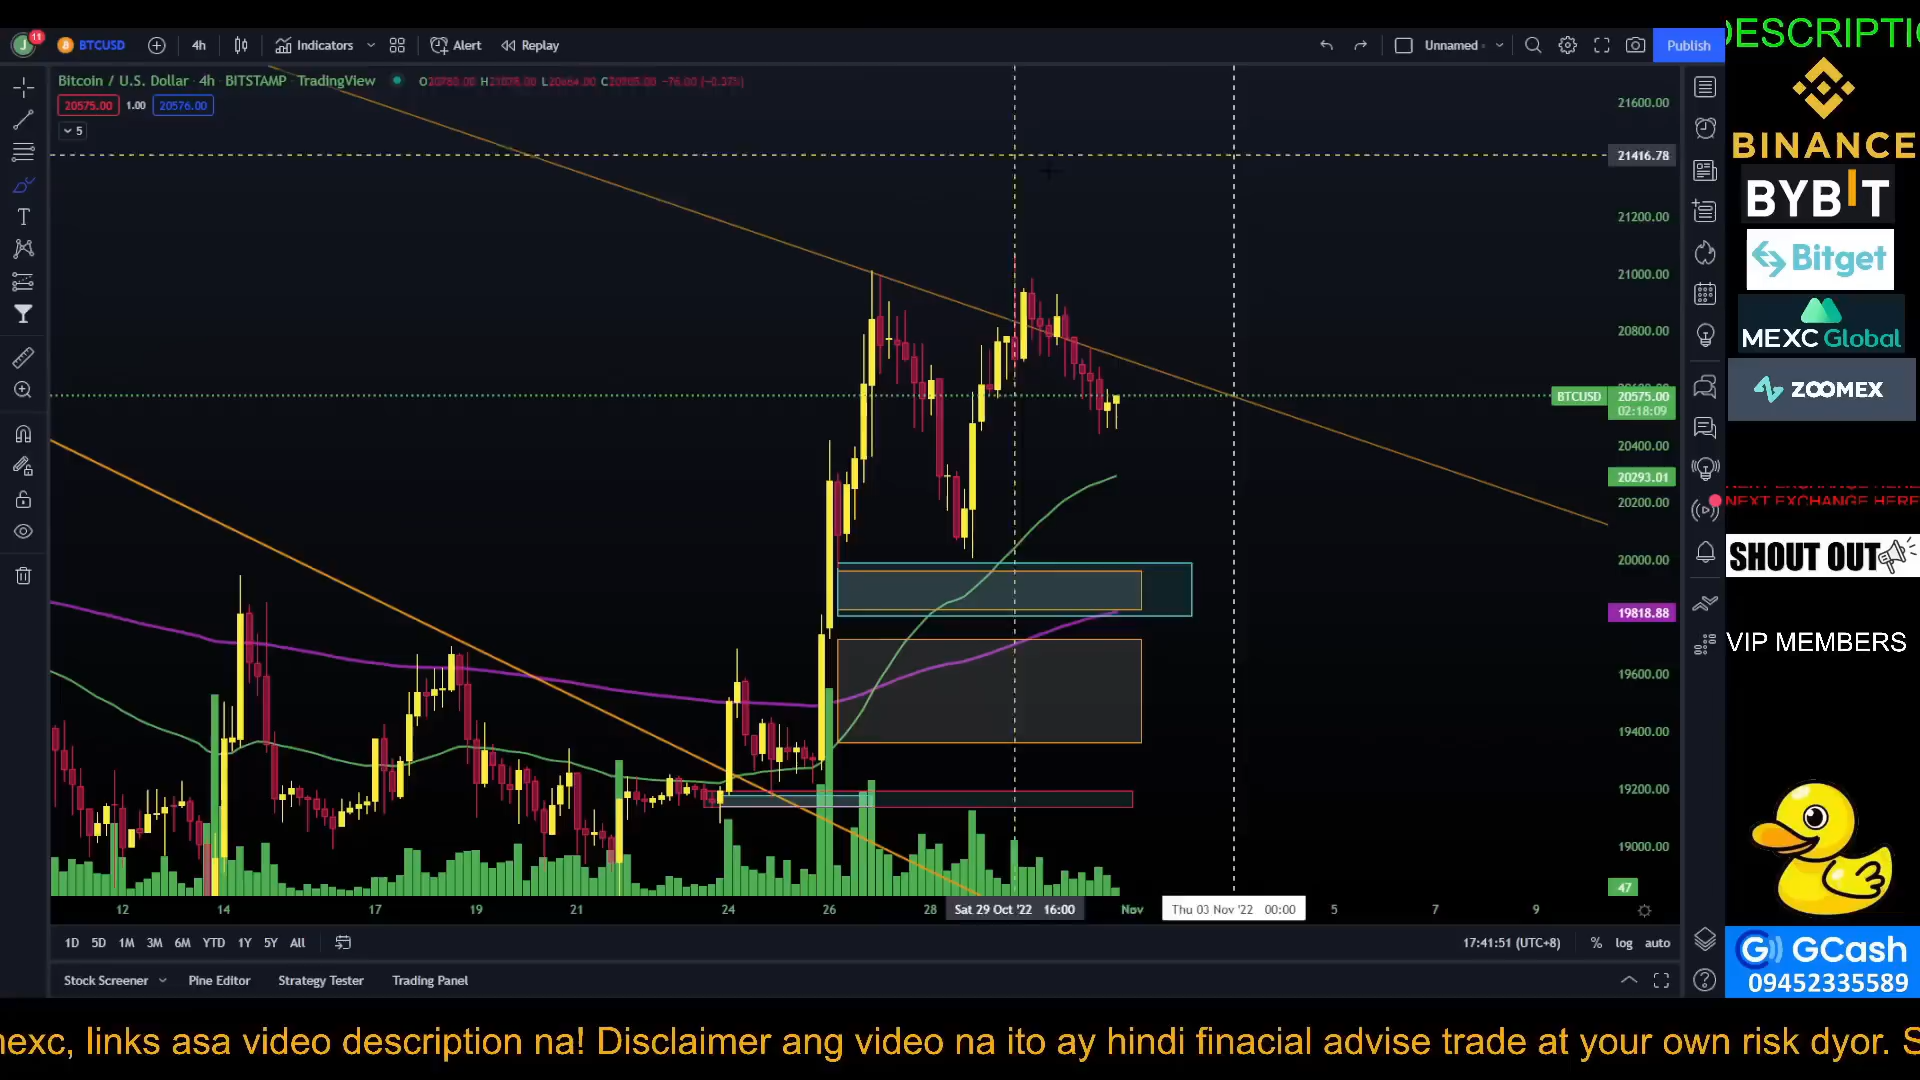 J 11 BTCUSD 4h Indicators Alert Replay Unnamed Publish
DESCRIPTI
Bitcoin / U.S. Dollar · 4h · BITSTAMP · TradingView
20575.00 1.00 20576.00
5
21600.00
21416.78
21200.00
21000.00
20800.00
BTCUSD 20575.00
02:18:09
20400.00
20293.01
20200.00
20000.00
19818.88
19600.00
19400.00
19200.00
19000.00
47
12 14 17 19 21 24 26 28 Sat 29 Oct '22 16:00 Nov Thu 03 Nov '22 00:00 5 7 9
1D 5D 1M 3M 6M YTD 1Y 5Y All 17:41:51 (UTC+8) % log auto
Stock Screener Pine Editor Strategy Tester Trading Panel
BINANCE
BYBIT
Bitget
MEXC Global
ZOOMEX
NEXT EXCHANGE HERE
SHOUT OUT
VIP MEMBERS
G GCash
09452335589
mexc, links asa video description na! Disclaimer ang video na ito ay hindi finacial advise trade at your own risk dyor. S